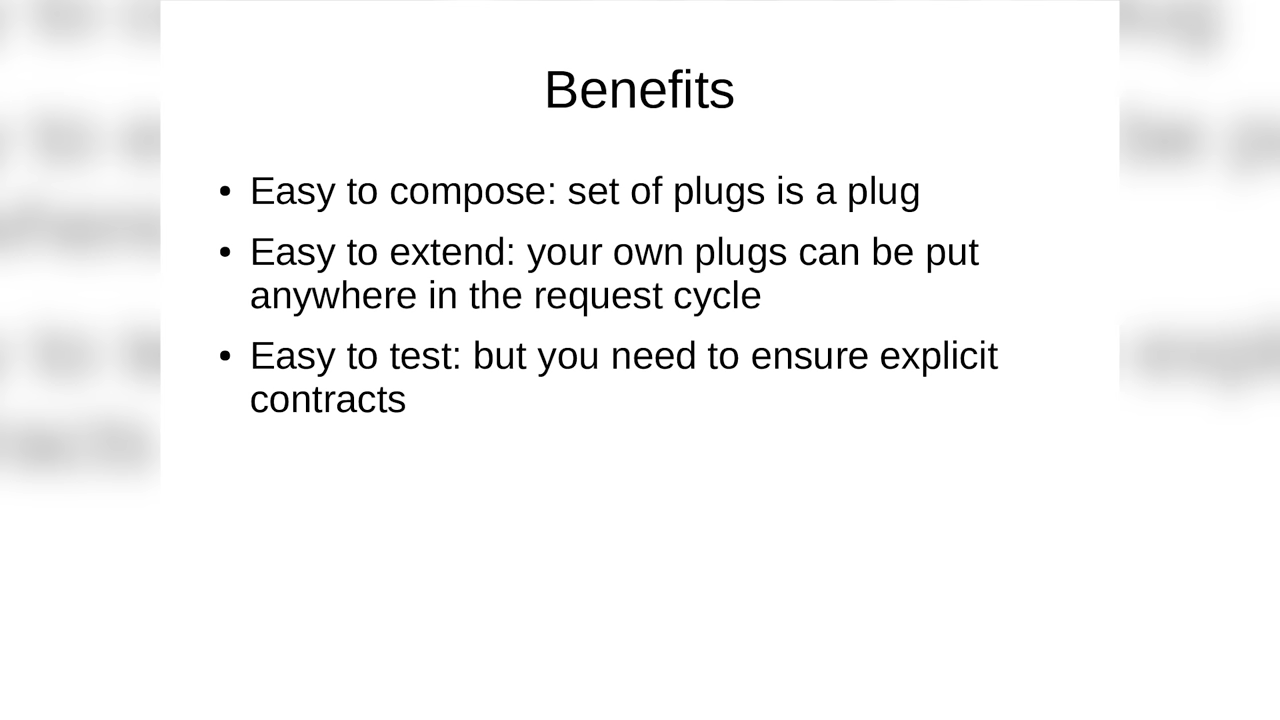 Benefits
• Easy to compose: set of plugs is a plug
• Easy to extend: your own plugs can be put
anywhere in the request cycle
• Easy to test: but you need to ensure explicit
contracts